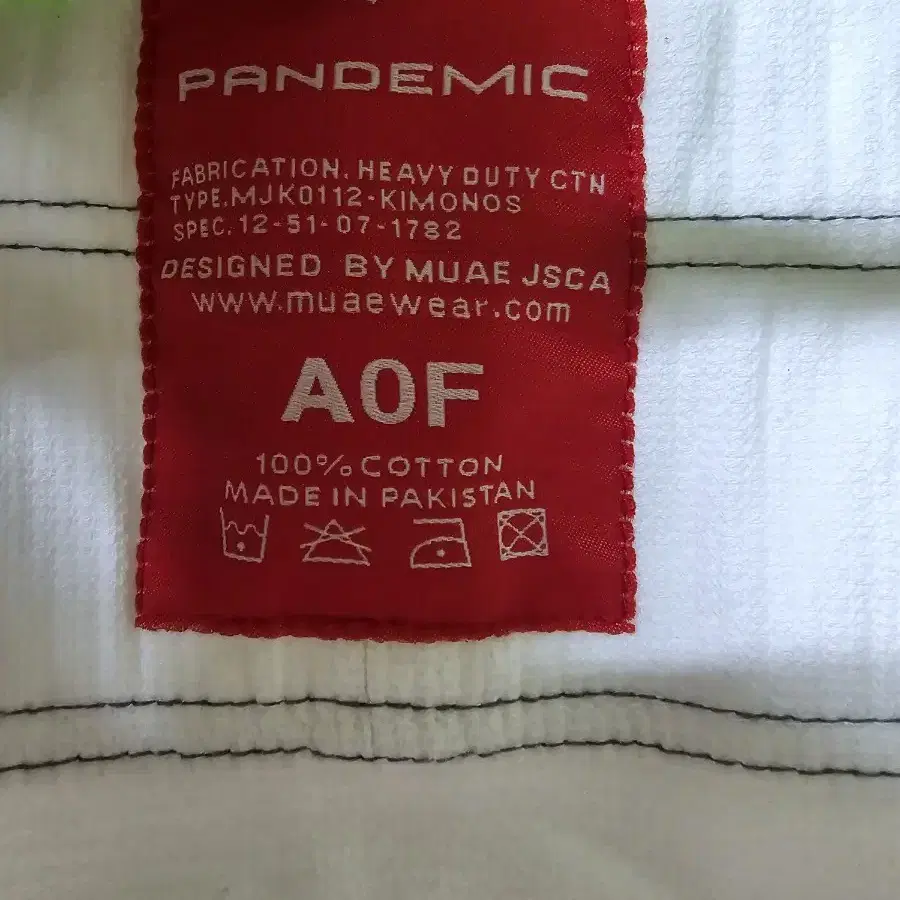 PANDEMIC
FABRICATION. HEAVY DUTY CTN
TYPE.MJK0112-KIMONOS
SPEC. 12-51-07-1782
DESIGNED BY MUAE JSCA
www.muaewear.com
A0F
100% COTTON
MADE IN PAKISTAN